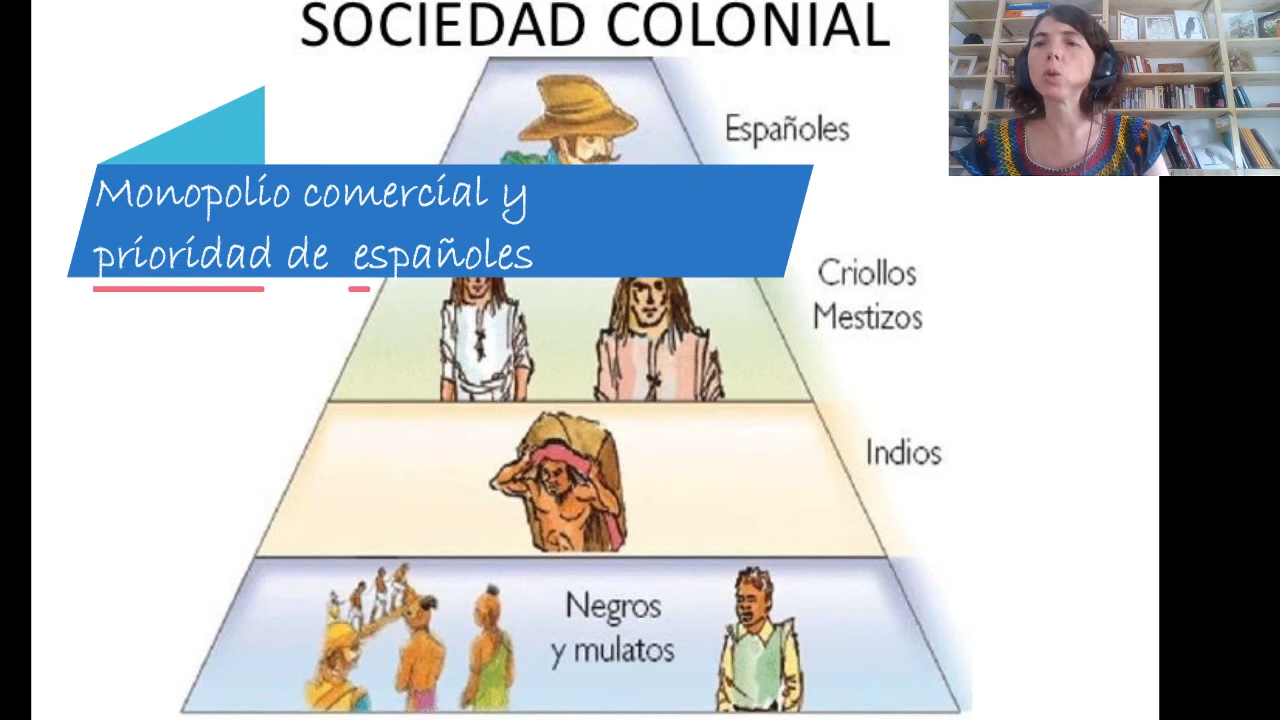 SOCIEDAD COLONIAL
Españoles
Monopolio comercial y
prioridad de españoles
Criollos
Mestizos
Indios
Negros
y mulatos